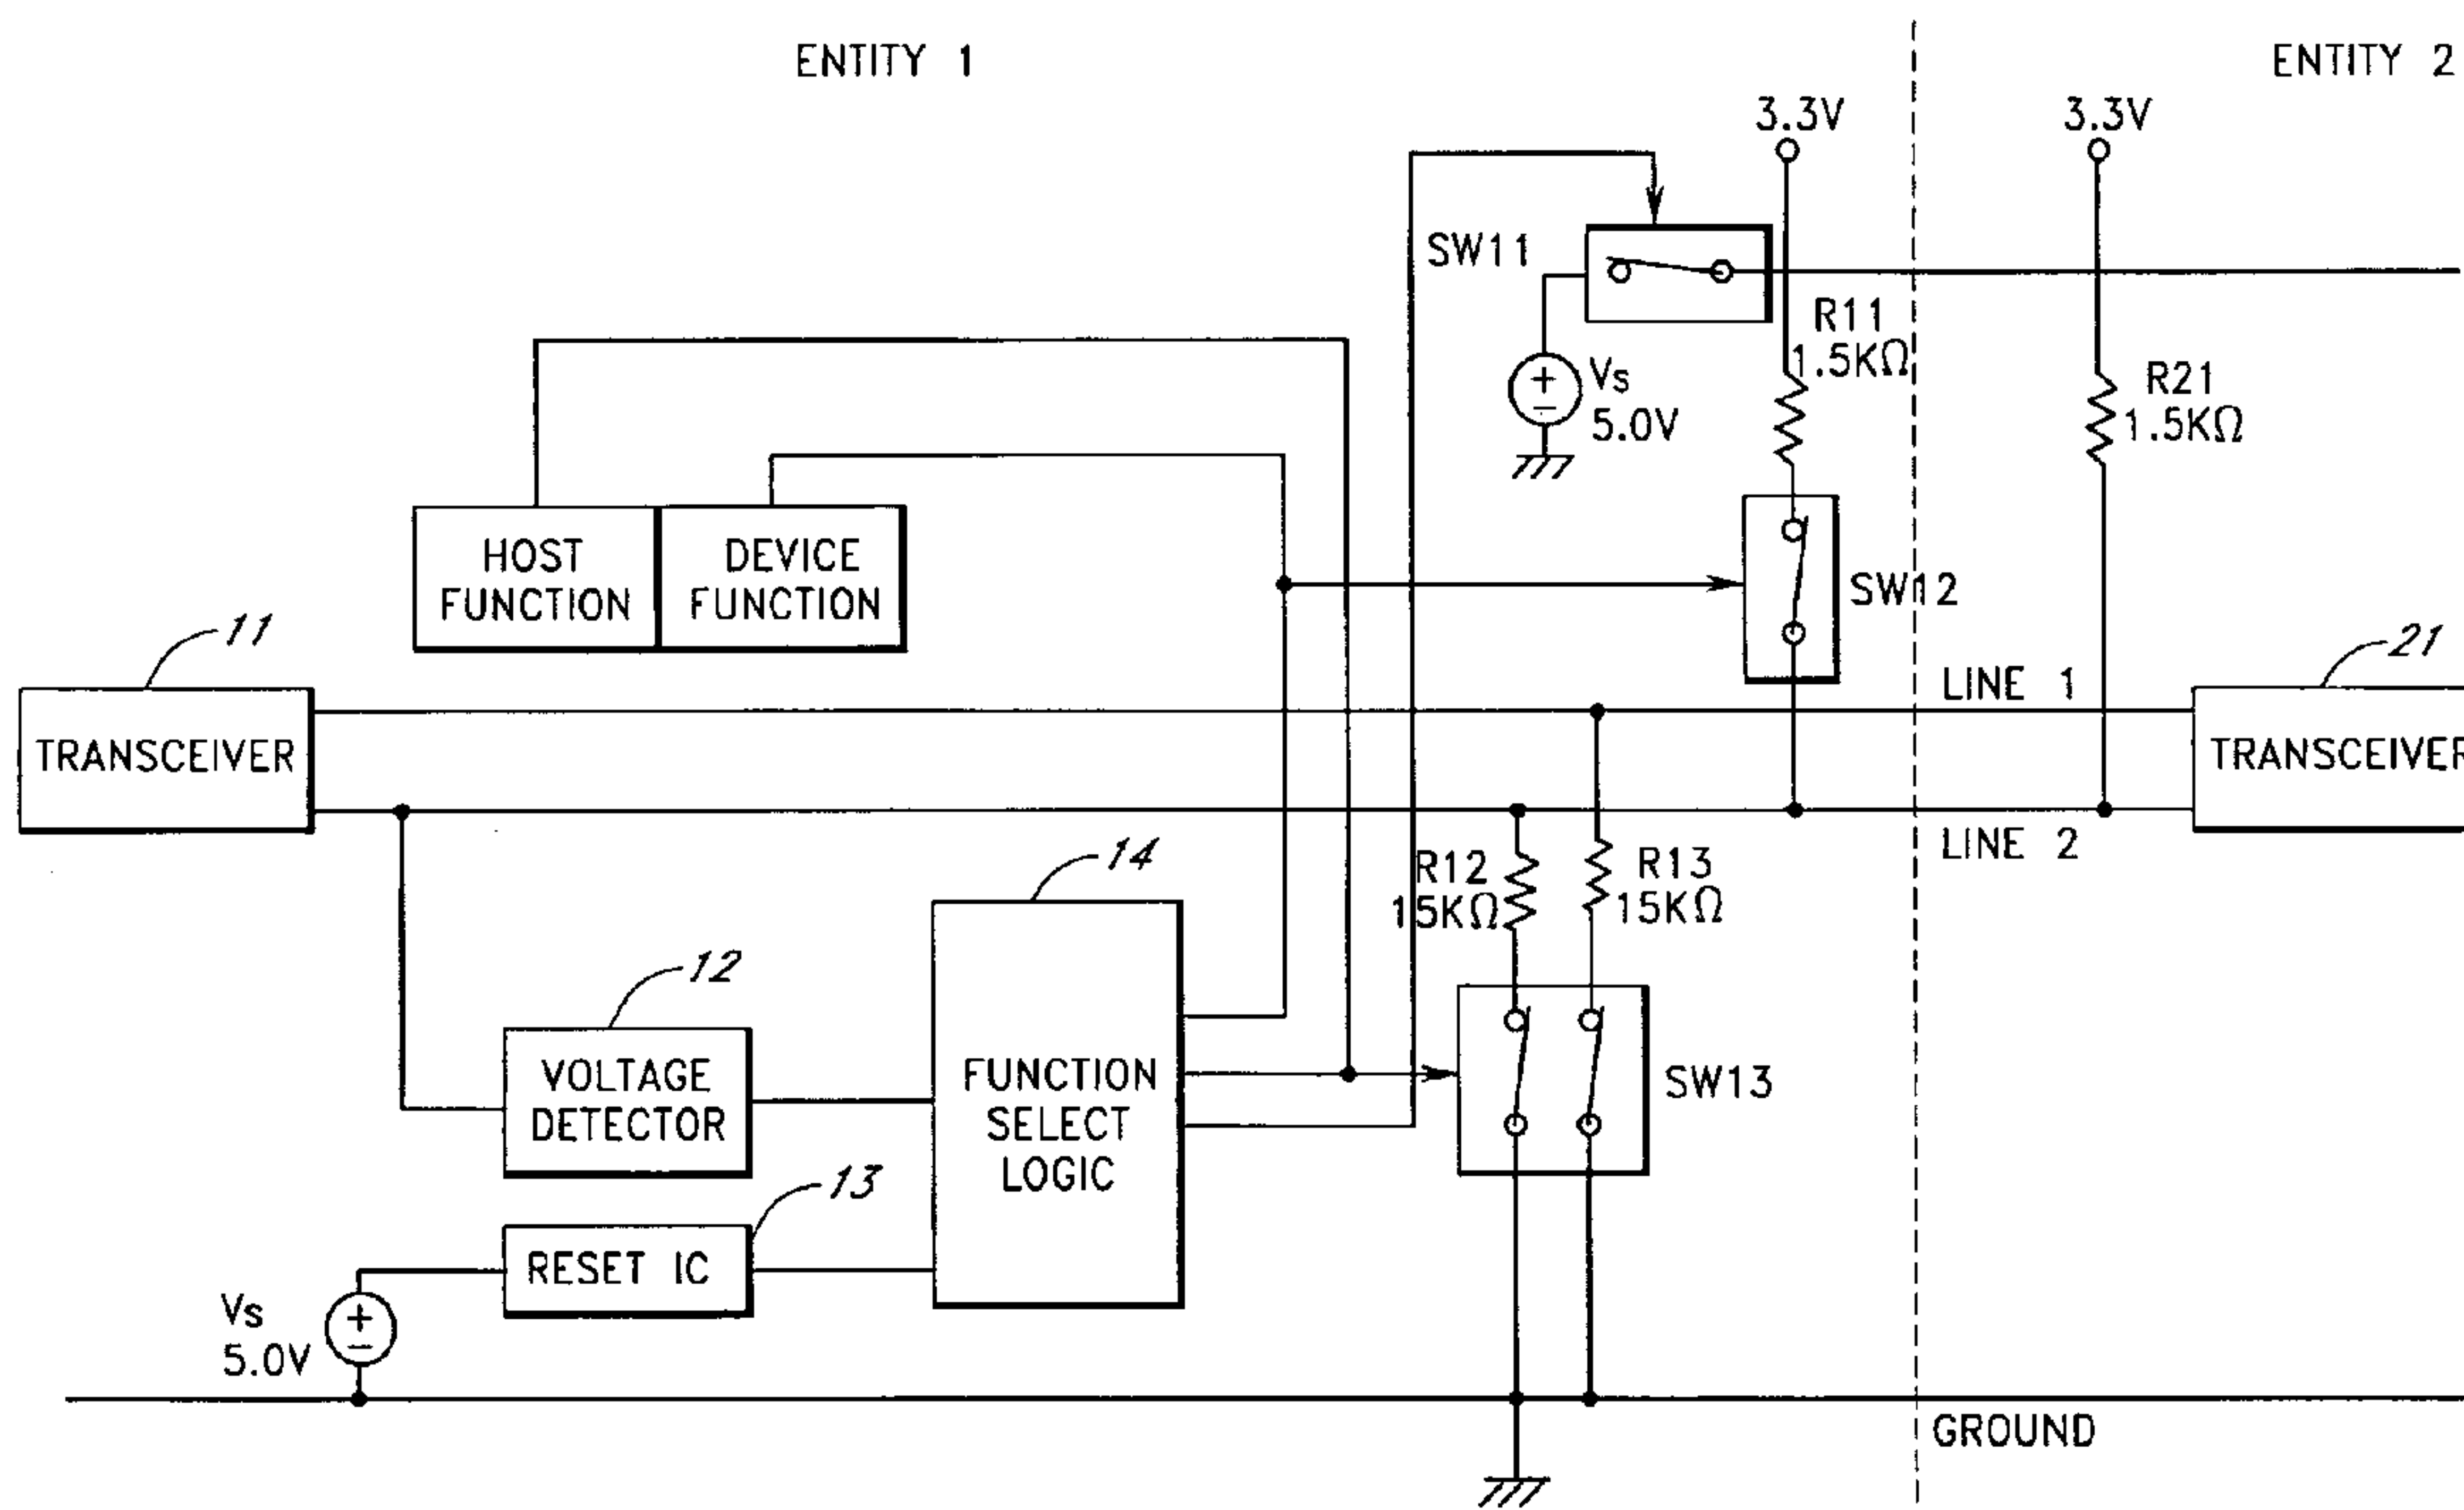 ENTITY 1
ENTITY 2
3.3V
3.3V
SW11
R11
1.5KΩ
Vs
5.0V
R21
1.5KΩ
HOST
FUNCTION
DEVICE
FUNCTION
SW12
11
21
LINE 1
TRANSCEIVER
TRANSCEIVER
LINE 2
14
R12
15KΩ
R13
15KΩ
12
VOLTAGE
DETECTOR
FUNCTION
SELECT
LOGIC
SW13
13
RESET IC
Vs
5.0V
GROUND